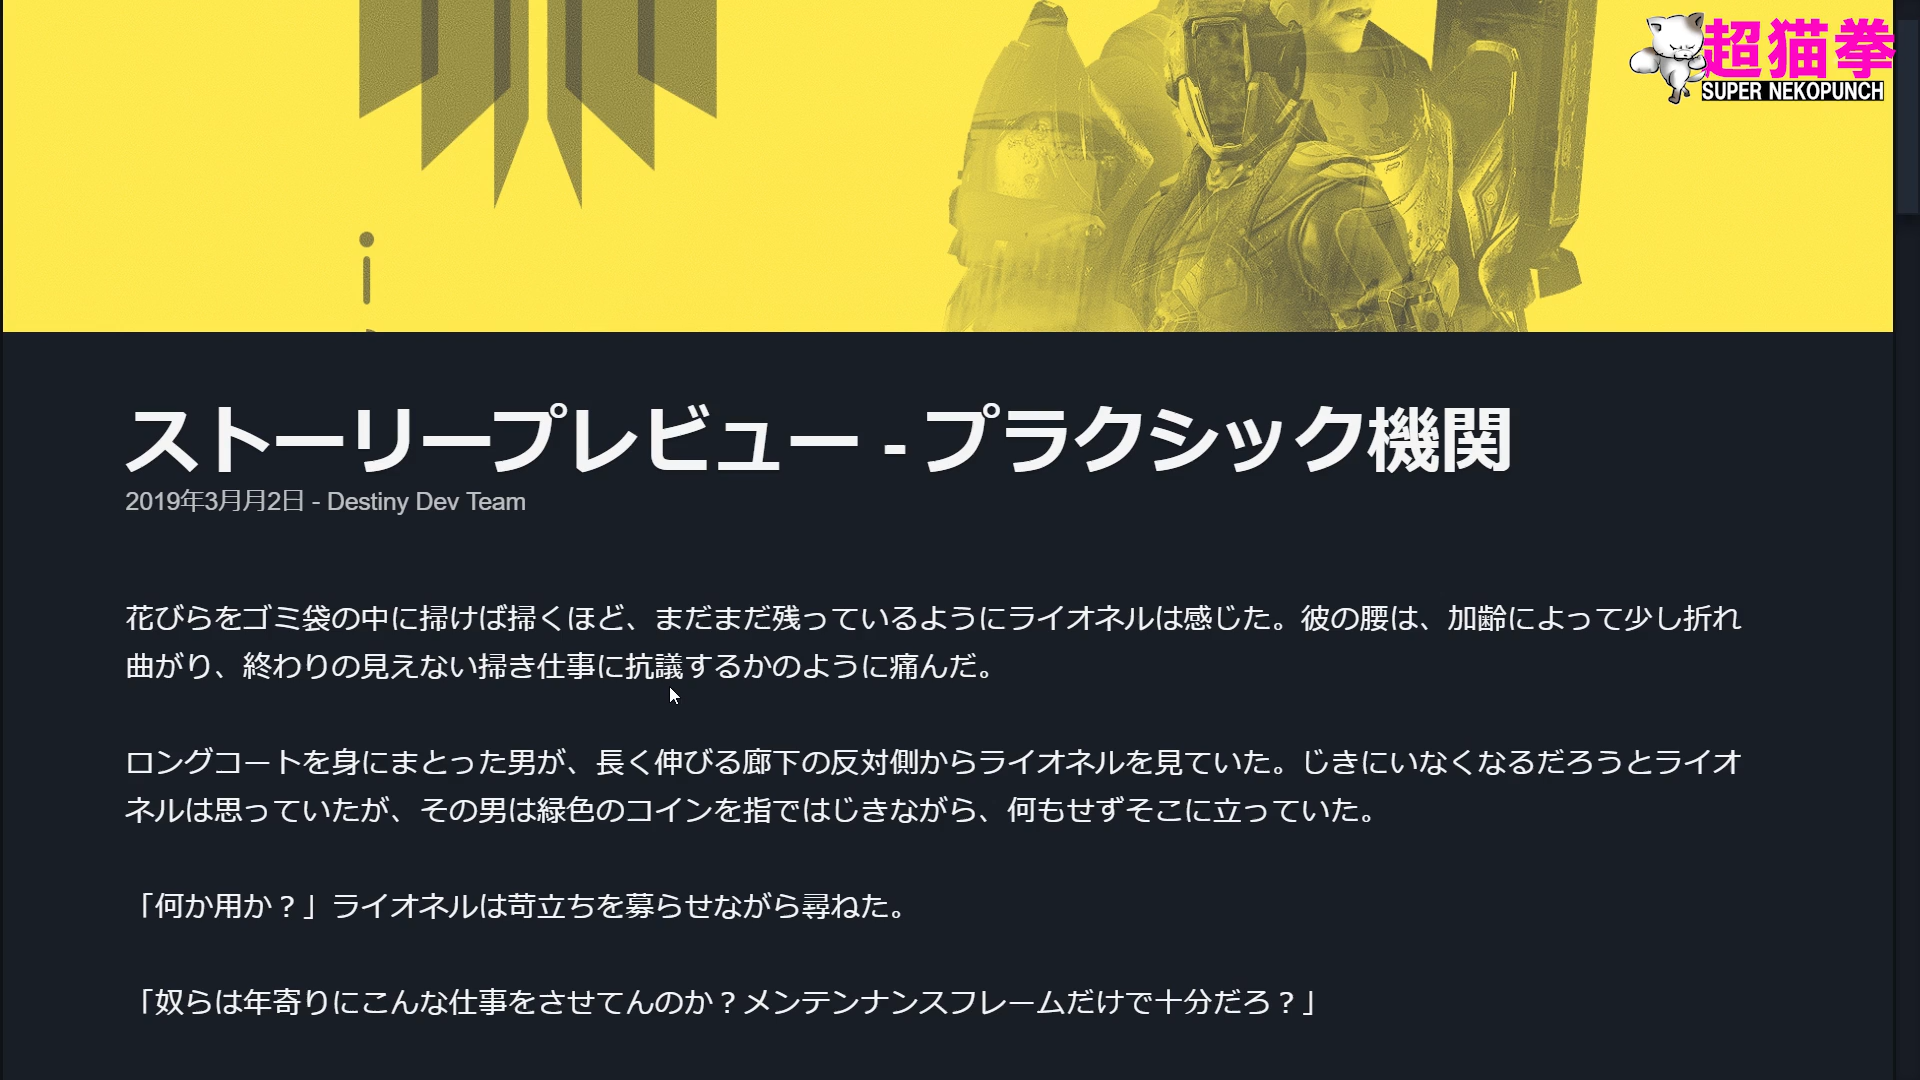 超猫拳
SUPER NEKOPUNCH
ストーリープレビュー - プラクシック機関
2019年3月月2日 - Destiny Dev Team
花びらをゴミ袋の中に掃けば掃くほど、まだまだ残っているようにライオネルは感じた。彼の腰は、加齢によって少し折れ
曲がり、終わりの見えない掃き仕事に抗議するかのように痛んだ。
ロングコートを身にまとった男が、長く伸びる廊下の反対側からライオネルを見ていた。じきにいなくなるだろうとライオ
ネルは思っていたが、その男は緑色のコインを指ではじきながら、何もせずそこに立っていた。
「何か用か？」ライオネルは苛立ちを募らせながら尋ねた。
「奴らは年寄りにこんな仕事をさせてんのか？メンテンナンスフレームだけで十分だろ？」